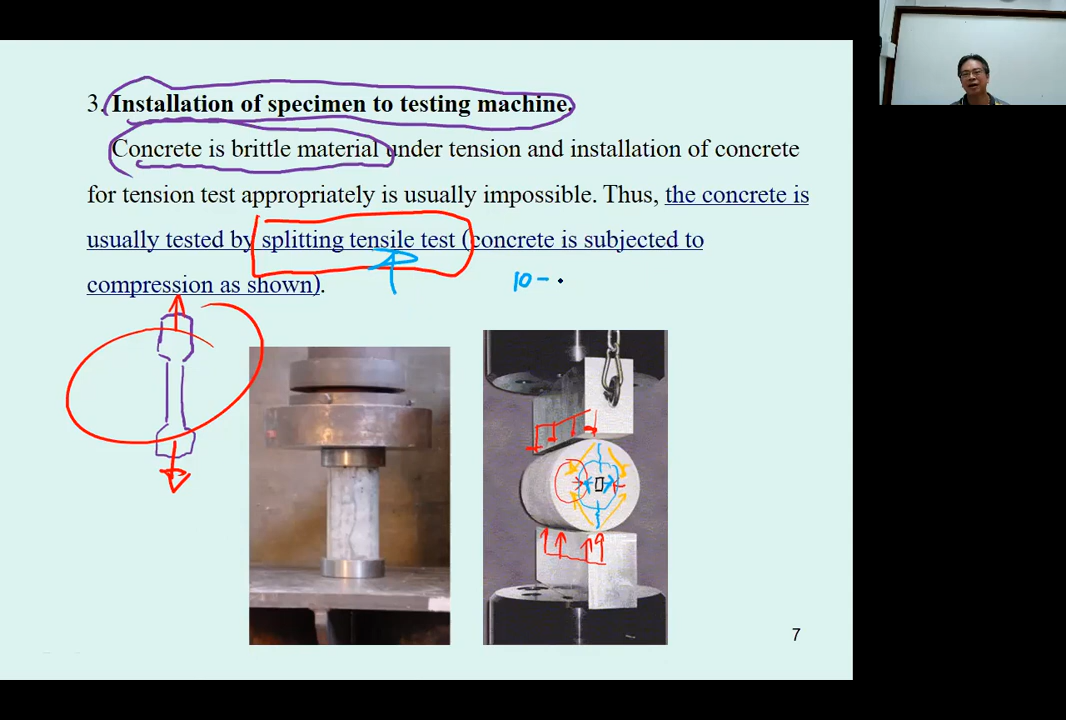 3. Installation of specimen to testing machine.
Concrete is brittle material under tension and installation of concrete
for tension test appropriately is usually impossible. Thus, the concrete is
usually tested by splitting tensile test (concrete is subjected to
compression as shown).
10 -
7